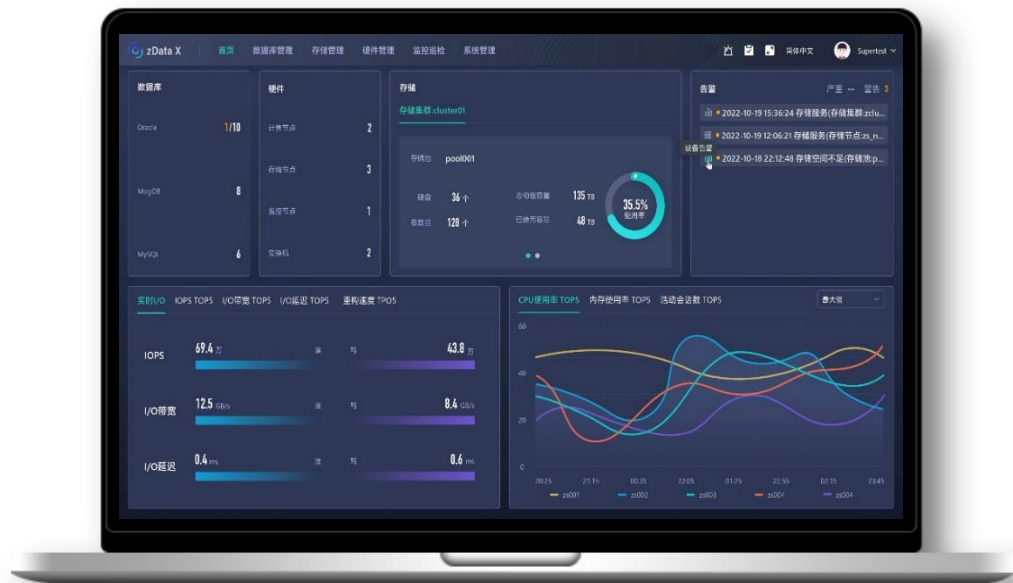 zData X 首页 数据库管理 存储管理 硬件管理 监控巡检 系统管理 简体中文 Supertest
数据库
Oracle 1/10
MogDB 8
MySQL 6
硬件
计算节点 2
存储节点 3
监控节点 1
交换机 2
存储
存储集群:cluster01
存储池 pool001
硬盘 36 个 总可用容量 135 TB
128 个 已使用容量 48 TB
35.5%
使用率
告警 严重 -- 警告 3
2022-10-19 15:36:24 存储服务(存储集群:zclu...
2022-10-19 12:06:21 存储服务(存储节点:zs_n...
设备告警
2022-10-18 22:12:48 存储空间不足(存储池:p...
实时I/O IOPS TOP5 I/O带宽 TOP5 I/O延迟 TOP5 重构速度 TPO5
IOPS 69.4 万 读 写 43.8 万
I/O带宽 12.5 GB/s 读 写 8.4 GB/s
I/O延迟 0.4 ms 读 写 0.6 ms
CPU使用率 TOP5 内存使用率 TOP5 活动会话数 TOP5 最大值
60
40
20
0
20:25 21:15 00:35 22:05 01:25 22:55 02:15 23:45
zs001 zs002 zs003 zs004 zs004